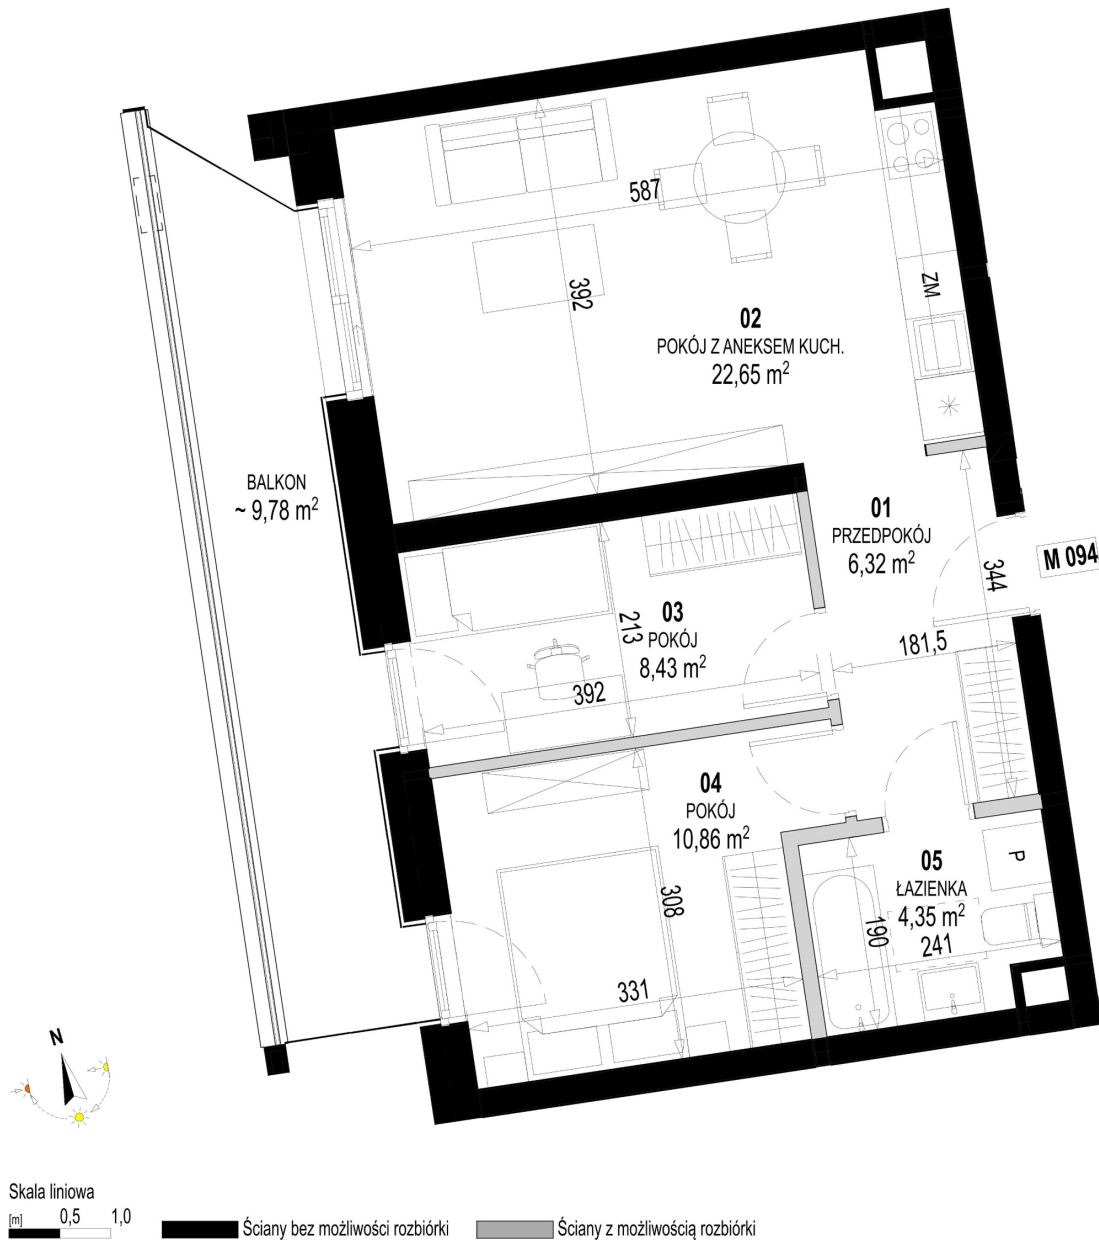 587
392
ZM
02
POKÓJ Z ANEKSEM KUCH.
22,65 m²
BALKON
~ 9,78 m²
01
PRZEDPOKÓJ
6,32 m²
M 094
344
03
POKÓJ
8,43 m²
213
392
181,5
04
POKÓJ
10,86 m²
308
331
05
ŁAZIENKA
4,35 m²
241
190
P
N
Skala liniowa
[m] 0,5 1,0
Ściany bez możliwości rozbiórki
Ściany z możliwością rozbiórki